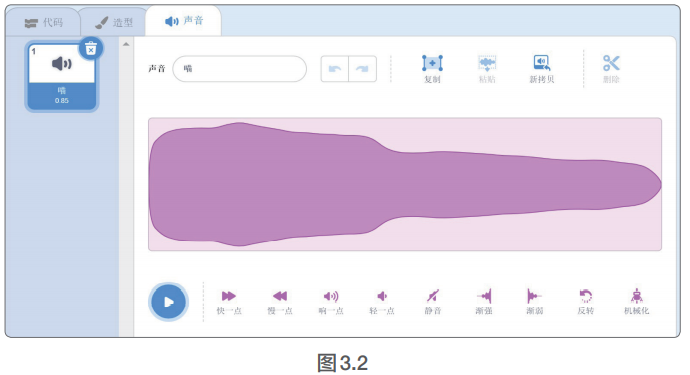 代码 造型 声音
1
喵
0.85
声音 喵 复制 粘贴 新拷贝 删除
快一点 慢一点 响一点 轻一点 静音 渐强 渐弱 反转 机械化
图3.2